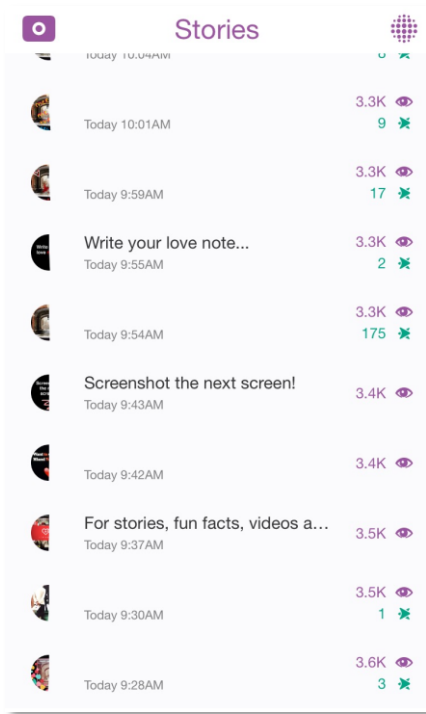 Stories
Today 10:04AM
3.3K
9
Today 10:01AM
3.3K
17
Today 9:59AM
Write your love note...
3.3K
Today 9:55AM
2
3.3K
175
Today 9:54AM
Screenshot the next screen!
3.4K
Today 9:43AM
3.4K
Today 9:42AM
For stories, fun facts, videos a...
3.5K
Today 9:37AM
3.5K
1
Today 9:30AM
3.6K
3
Today 9:28AM